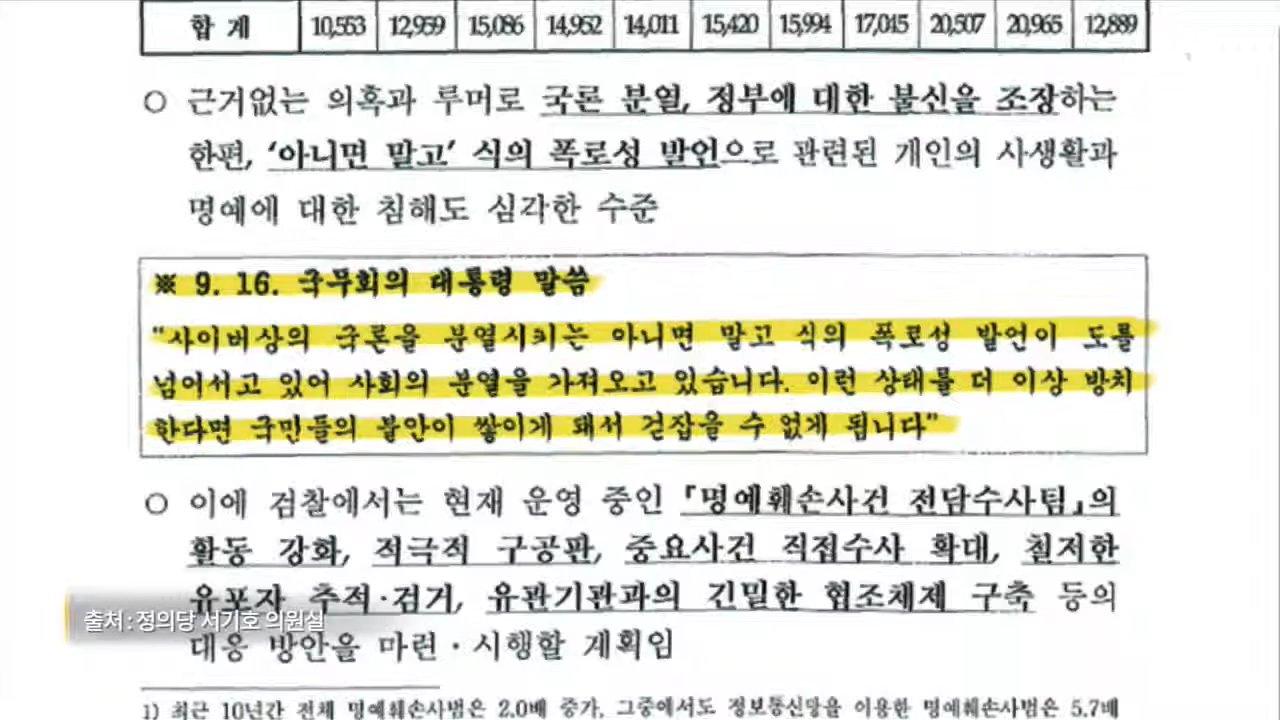 합 계 10,553 12,959 15,086 14,952 14,011 15,420 15,994 17,045 20,507 20,965 12,889
○ 근거없는 의혹과 루머로 국론 분열, 정부에 대한 불신을 조장하는
한편, ‘아니면 말고’ 식의 폭로성 발언으로 관련된 개인의 사생활과
명예에 대한 침해도 심각한 수준
※ 9. 16. 국무회의 대통령 말씀
"사이버상의 국론을 분열시키는 아니면 말고 식의 폭로성 발언이 도를
넘어서고 있어 사회의 분열을 가져오고 있습니다. 이런 상태를 더 이상 방치
한다면 국민들의 불안이 쌓이게 돼서 걷잡을 수 없게 됩니다"
○ 이에 검찰에서는 현재 운영 중인 「명예훼손사건 전담수사팀」의
활동 강화, 적극적 구공판, 중요사건 직접수사 확대, 철저한
유포자 추적·검거, 유관기관과의 긴밀한 협조체제 구축 등의
출처 : 정의당 서기호 의원실
대응 방안을 마련·시행할 계획임
1) 최근 10년간 전체 명예훼손사범은 2.0배 증가, 그중에서도 정보통신망을 이용한 명예훼손사범은 5.7배